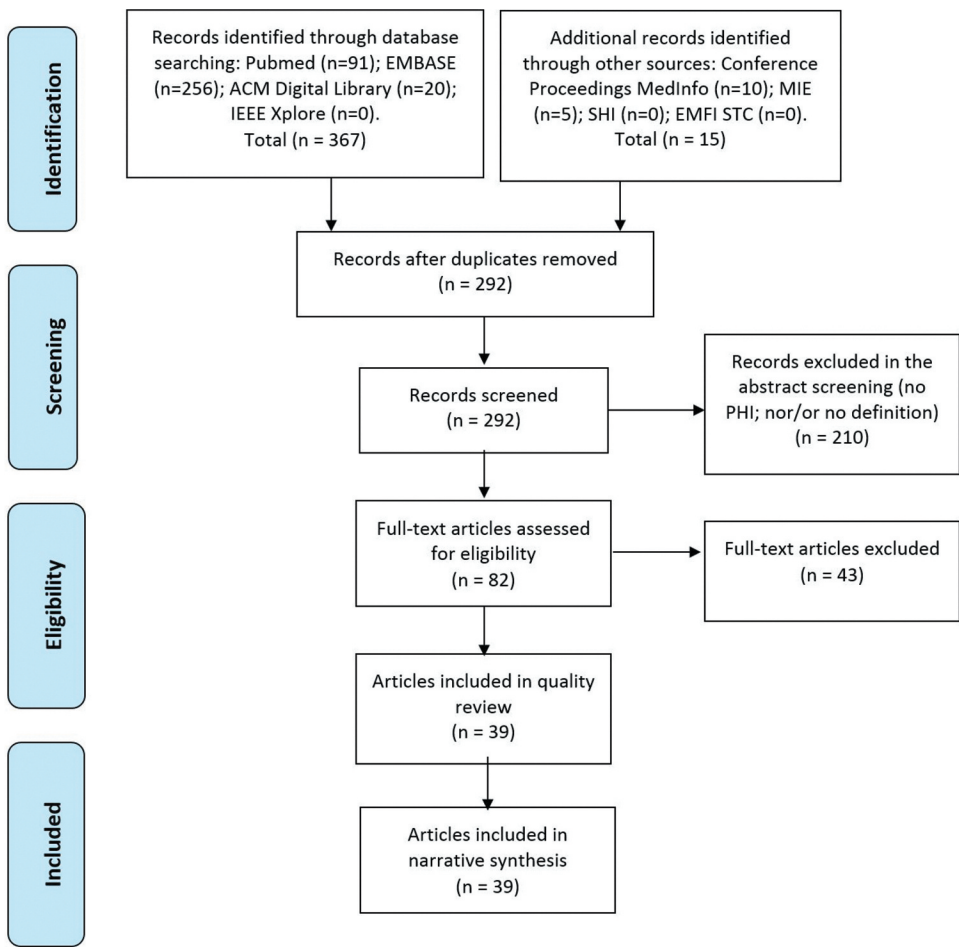 Identification
Records identified through database
searching: Pubmed (n=91); EMBASE
(n=256); ACM Digital Library (n=20);
IEEE Xplore (n=0).
Total (n = 367)
Additional records identified
through other sources: Conference
Proceedings MedInfo (n=10); MIE
(n=5); SHI (n=0); EMFI STC (n=0).
Total (n = 15)
Records after duplicates removed
(n = 292)
Screening
Records screened
(n = 292)
Records excluded in the
abstract screening (no
PHI; nor/or no definition)
(n = 210)
Eligibility
Full-text articles assessed
for eligibility
(n = 82)
Full-text articles excluded
(n = 43)
Articles included in quality
review
(n = 39)
Included
Articles included in
narrative synthesis
(n = 39)